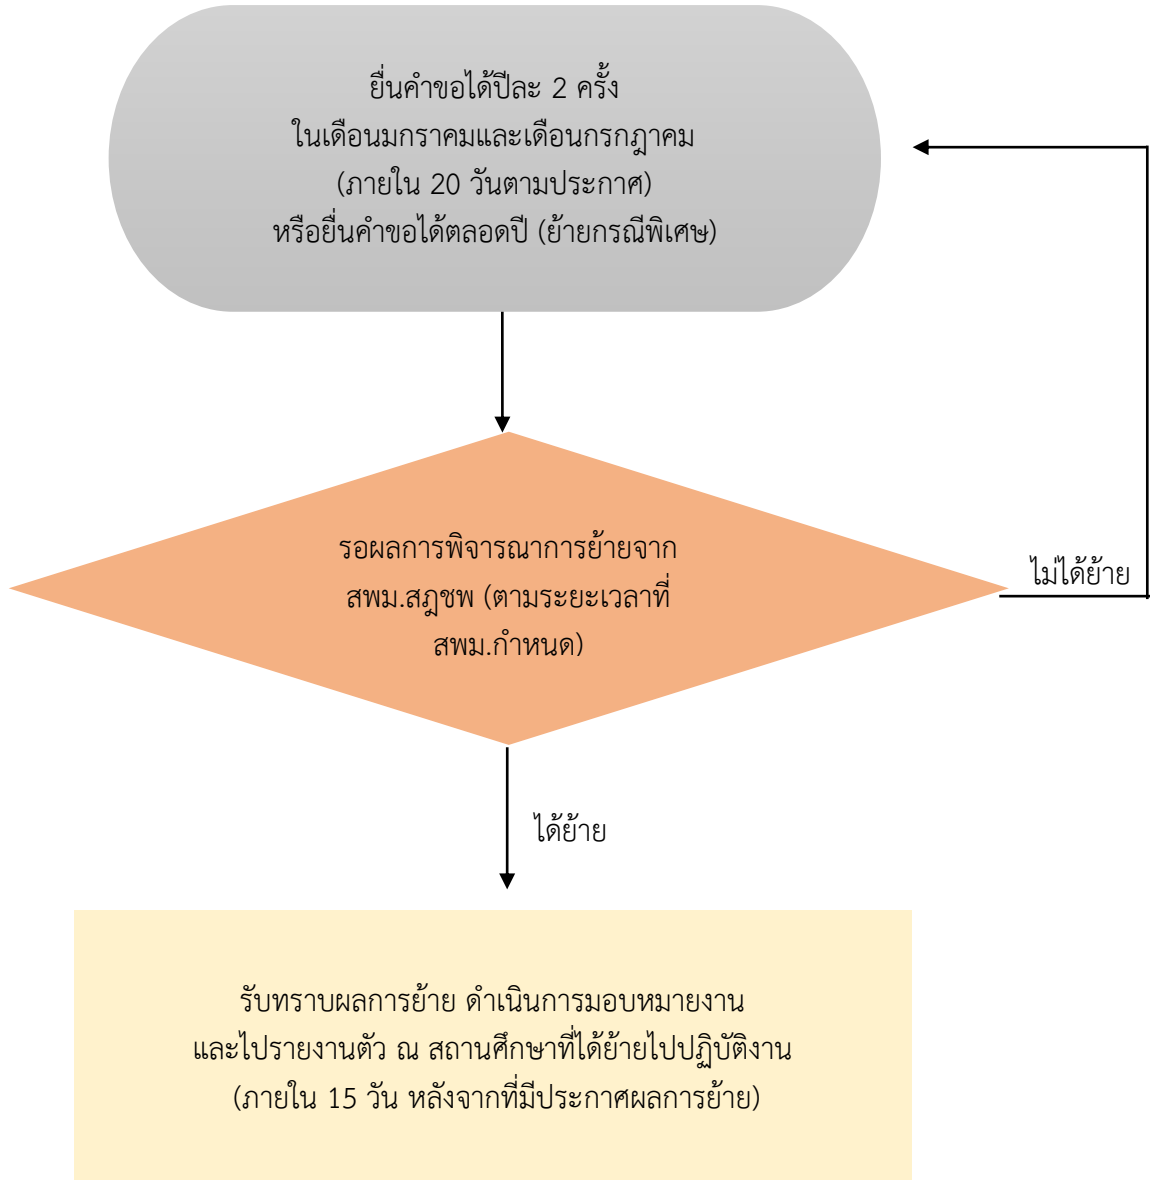 ยื่นคำขอได้ปีละ 2 ครั้ง
ในเดือนมกราคมและเดือนกรกฎาคม
(ภายใน 20 วันตามประกาศ)
หรือยื่นคำขอได้ตลอดปี (ย้ายกรณีพิเศษ)
รอผลการพิจารณาการย้ายจาก
สพม.สฎชพ (ตามระยะเวลาที่
สพม.กำหนด)
ไม่ได้ย้าย
ได้ย้าย
รับทราบผลการย้าย ดำเนินการมอบหมายงาน
และไปรายงานตัว ณ สถานศึกษาที่ได้ย้ายไปปฏิบัติงาน
(ภายใน 15 วัน หลังจากที่มีประกาศผลการย้าย)